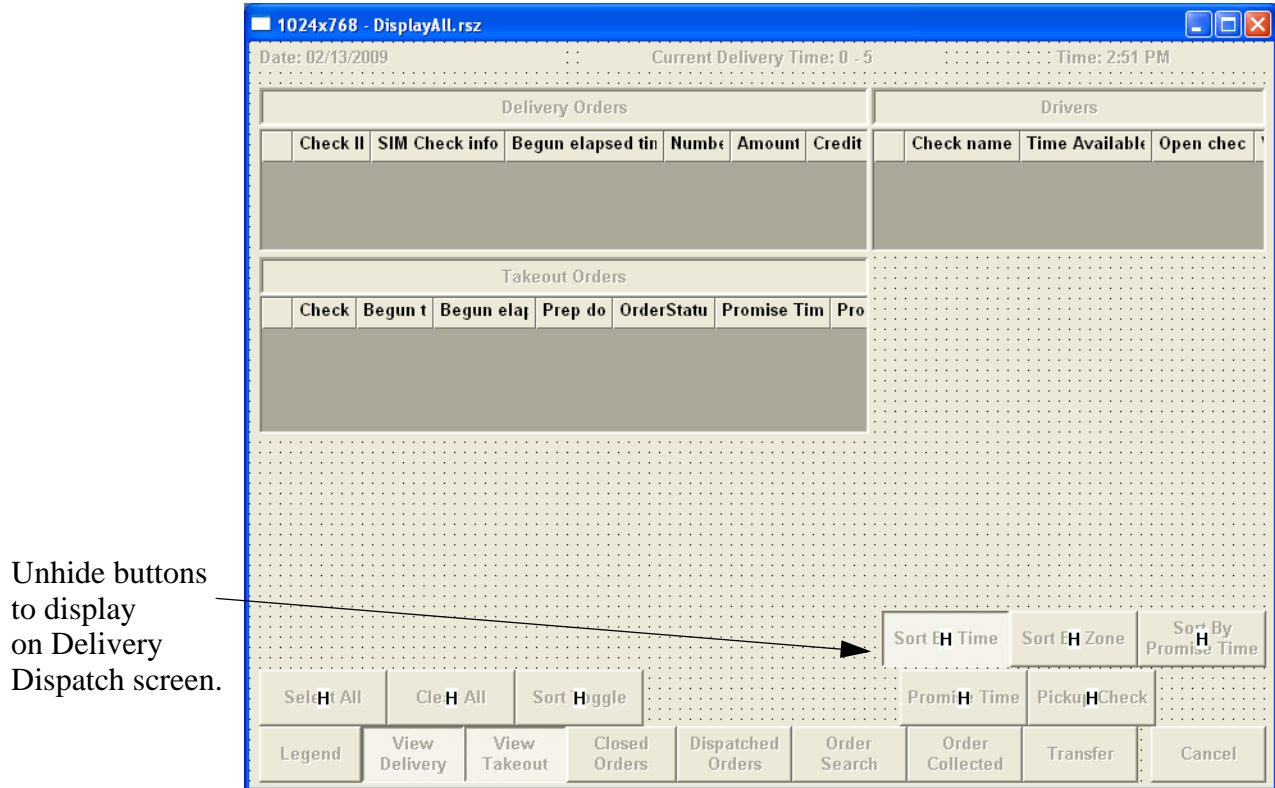 1024x768 - DisplayAll.rsz
Date: 02/13/2009 Current Delivery Time: 0 - 5 Time: 2:51 PM
Delivery Orders
Drivers
Check II SIM Check info Begun elapsed tin Numbe Amount Credit
Check name Time Available Open chec
Takeout Orders
Check Begun t Begun elap Prep do OrderStatu Promise Tim Pro
Unhide buttons
to display
on Delivery
Dispatch screen.
Sort B H Time
Sort B H Zone
Sort By
H
Promise Time
Sele H t All
Cle H All
Sort H ggle
Promi H Time
Pickup H Check
Legend
View
Delivery
View
Takeout
Closed
Orders
Dispatched
Orders
Order
Search
Order
Collected
Transfer
Cancel